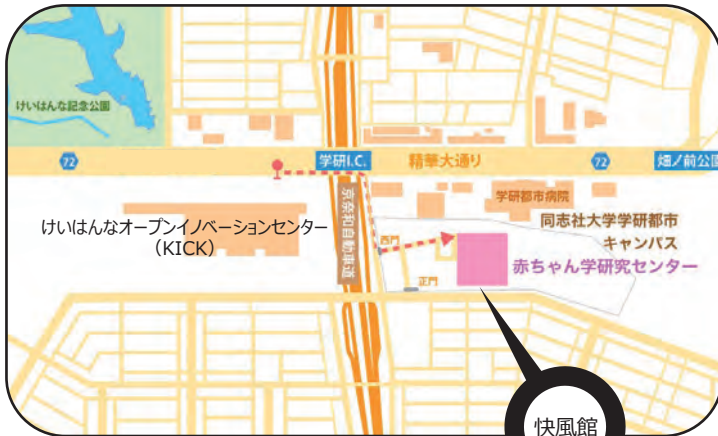 けいはんな記念公園
72
学研I.C.
精華大通り
72
畑ノ前公園
学研都市病院
京奈和自動車道
けいはんなオープンイノベーションセンター
(KICK)
同志社大学学研都市
キャンパス
赤ちゃん学研究センター
西門
正門
快風館